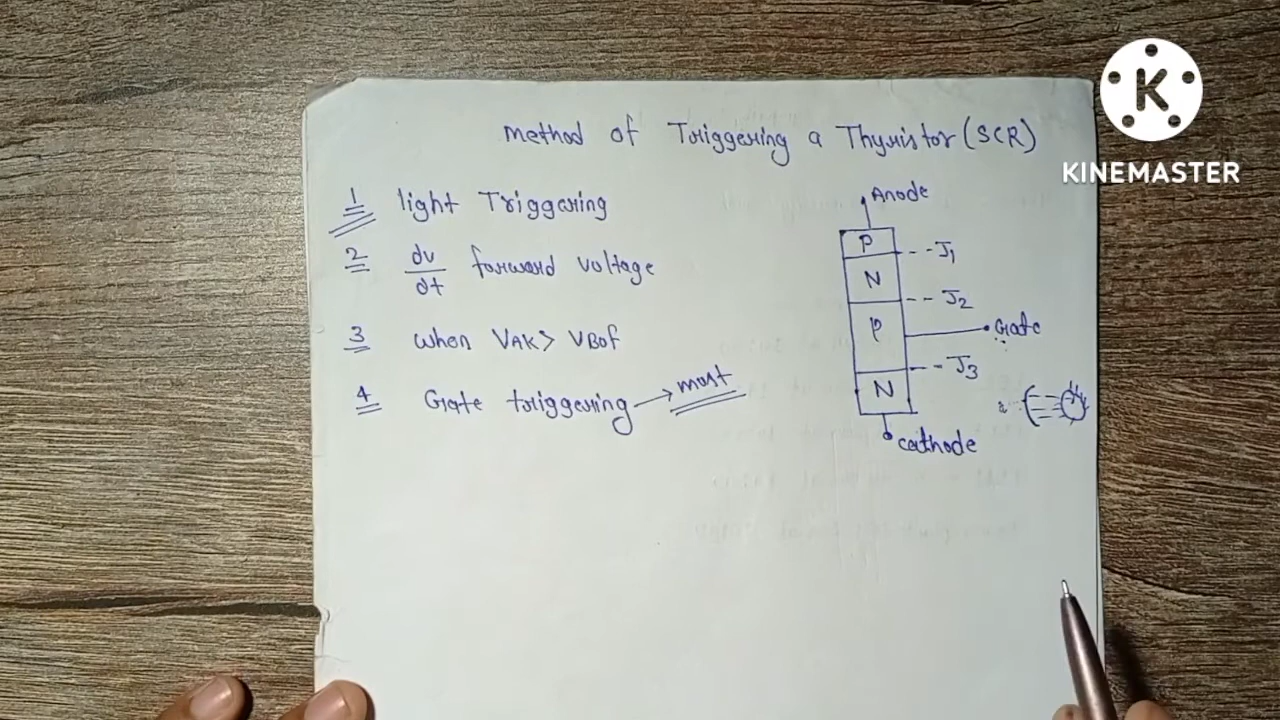 Method of Triggering a Thyristor (SCR)
1 light Triggering
2 dv/dt forward voltage
3 when VAK > VBOF
4 Gate triggering → most
Anode
P
J1
N
J2
P
Gate
J3
N
cathode
K
KINEMASTER